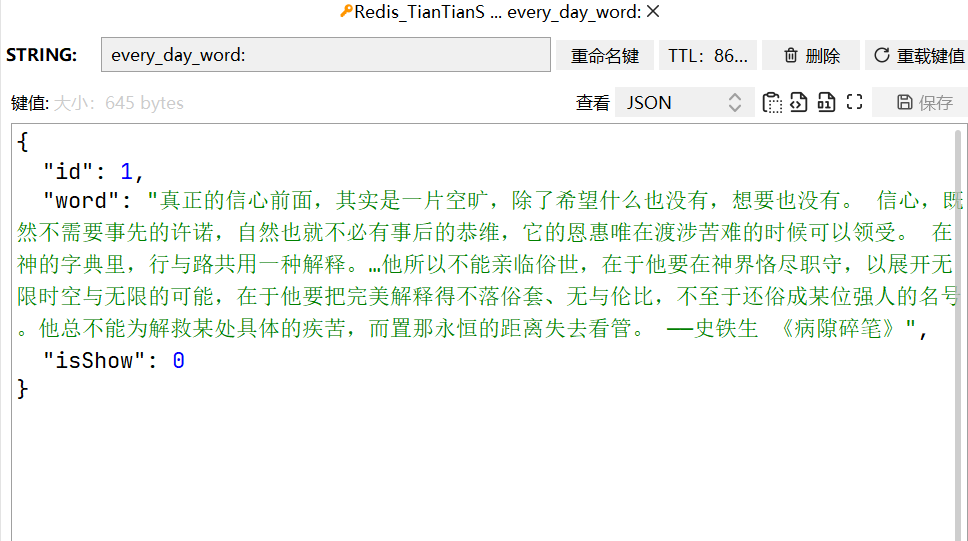 Redis_TianTianS ... every_day_word:
STRING: every_day_word: 重命名键 TTL: 86... 删除 重载键值
键值: 大小: 645 bytes 查看 JSON 保存
{
"id": 1,
"word": "真正的信心前面，其实是一片空旷，除了希望什么也没有，想要也没有。 信心，既
然不需要事先的许诺，自然也就不必有事后的恭维，它的恩惠唯在渡涉苦难的时候可以领受。 在
神的字典里，行与路共用一种解释。…他所以不能亲临俗世，在于他要在神界恪尽职守，以展开无
限时空与无限的可能，在于他要把完美解释得不落俗套、无与伦比，不至于还俗成某位强人的名号
。他总不能为解救某处具体的疾苦，而置那永恒的距离失去看管。 ——史铁生 《病隙碎笔》",
"isShow": 0
}